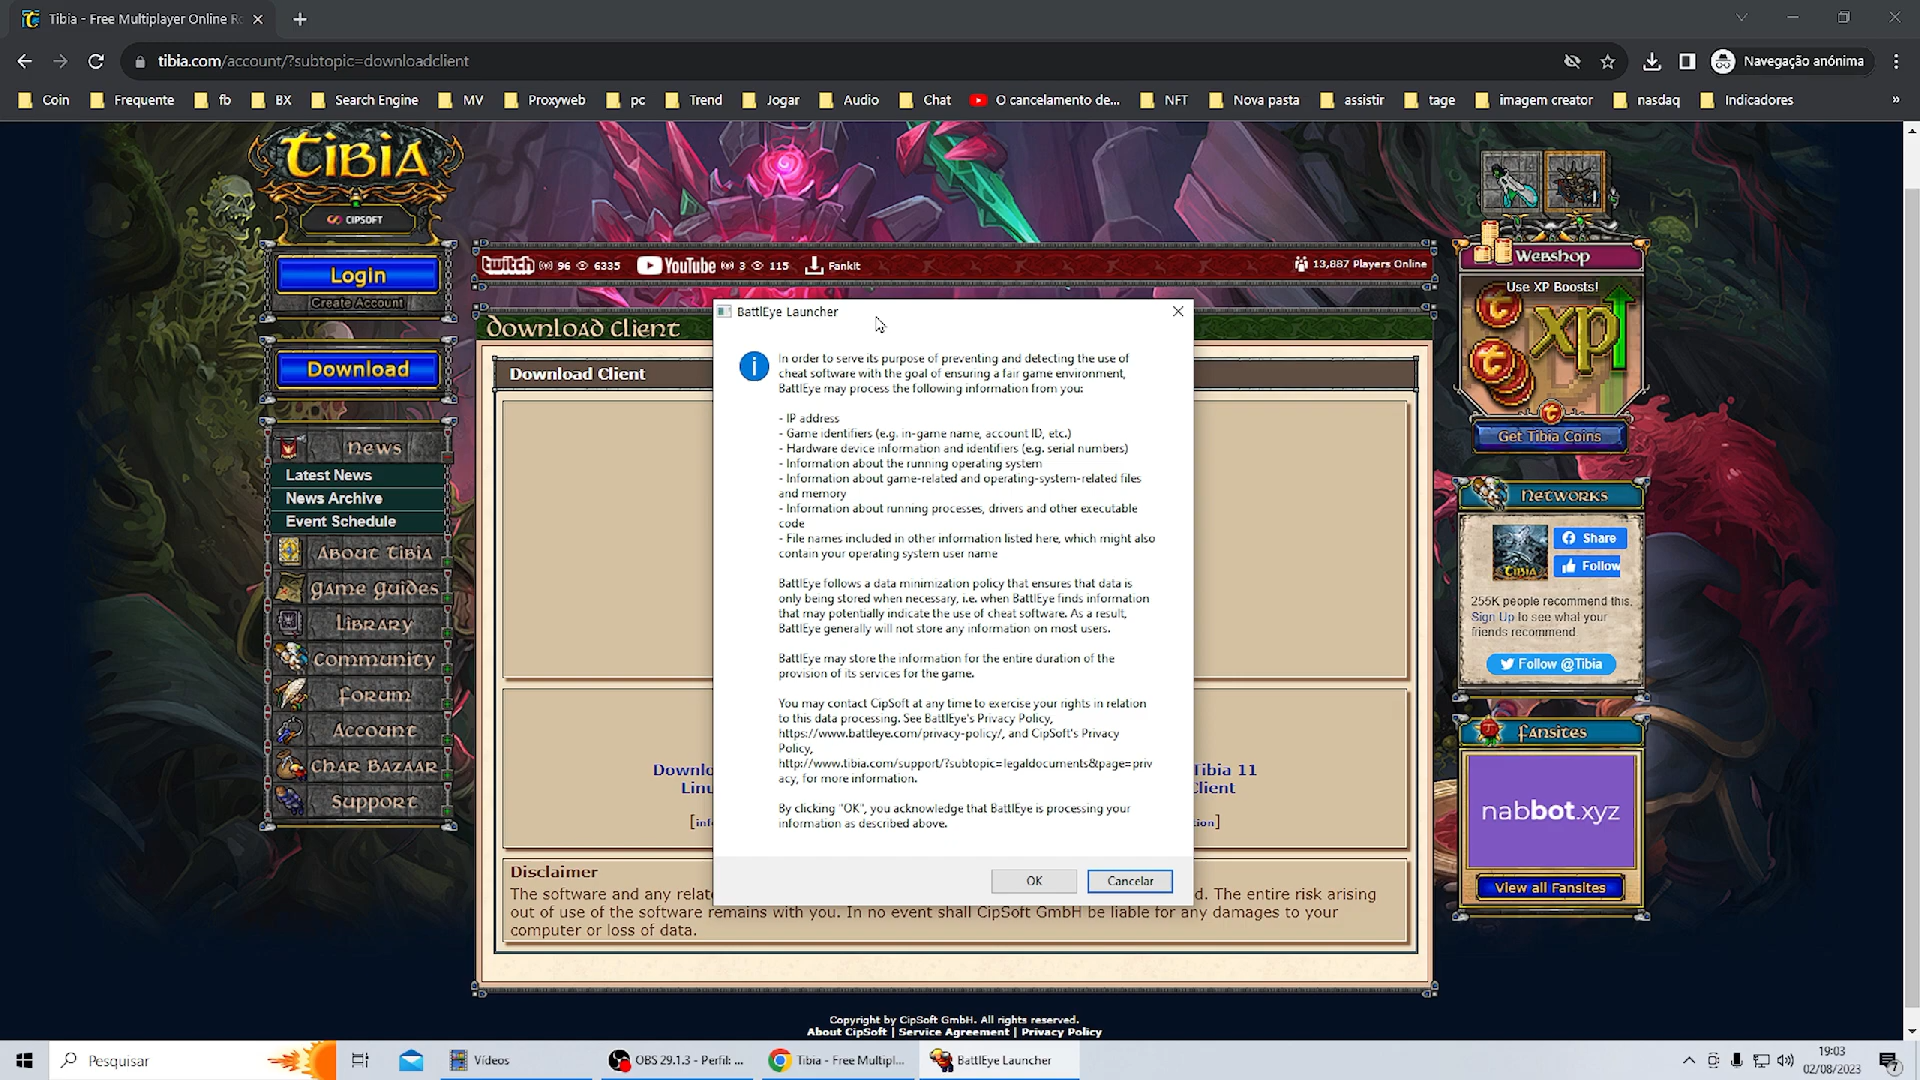 Tibia - Free Multiplayer Online Ro
tibia.com/account/?subtopic=downloadclient
Navegação anónima
Coin
Frequente
fb
BX
Search Engine
MV
Proxyweb
pc
Trend
Jogar
Audio
Chat
O cancelamento de...
NFT
Nova pasta
assistir
tage
imagem creator
nasdaq
Indicadores
»
TIBIA
CIPSOFT
Login
Create Account
Download
News
Latest News
News Archive
Event Schedule
About Tibia
Game Guides
Library
Community
Forum
Account
Char Bazaar
Support
twitch 96 6335 YouTube 3 115 Fankit
13,887 Players Online
Download Client
Download Client
Downlo
Linu
[inf
Tibia 11
Client
ion]
Disclaimer
The software and any relate
d. The entire risk arising
out of use of the software remains with you. In no event shall CipSoft GmbH be liable for any damages to your
computer or loss of data.
BattlEye Launcher
In order to serve its purpose of preventing and detecting the use of
cheat software with the goal of ensuring a fair game environment,
BattlEye may process the following information from you:
- IP address
- Game identifiers (e.g. in-game name, account ID, etc.)
- Hardware device information and identifiers (e.g. serial numbers)
- Information about the running operating system
- Information about game-related and operating-system-related files
and memory
- Information about running processes, drivers and other executable
code
- File names included in other information listed here, which might also
contain your operating system user name
BattlEye follows a data minimization policy that ensures that data is
only being stored when necessary, i.e. when BattlEye finds information
that may potentially indicate the use of cheat software. As a result,
BattlEye generally will not store any information on most users.
BattlEye may store the information for the entire duration of the
provision of its services for the game.
You may contact CipSoft at any time to exercise your rights in relation
to this data processing. See BattlEye's Privacy Policy,
https://www.battleye.com/privacy-policy/, and CipSoft's Privacy
Policy,
http://www.tibia.com/support/?subtopic=legaldocuments&page=priv
acy, for more information.
By clicking "OK", you acknowledge that BattlEye is processing your
information as described above.
OK
Cancelar
Webshop
Use XP Boosts!
XP
Get Tibia Coins
Networks
TIBIA
Share
Follow
255K people recommend this.
Sign Up to see what your
friends recommend.
Follow @Tibia
Fansites
nabbot.xyz
View all Fansites
Copyright by CipSoft GmbH. All rights reserved.
About CipSoft | Service Agreement | Privacy Policy
Pesquisar
Vídeos
OBS 29.1.3 - Perfil: ...
Tibia - Free Multipl...
BattlEye Launcher
19:03
02/08/2023
7